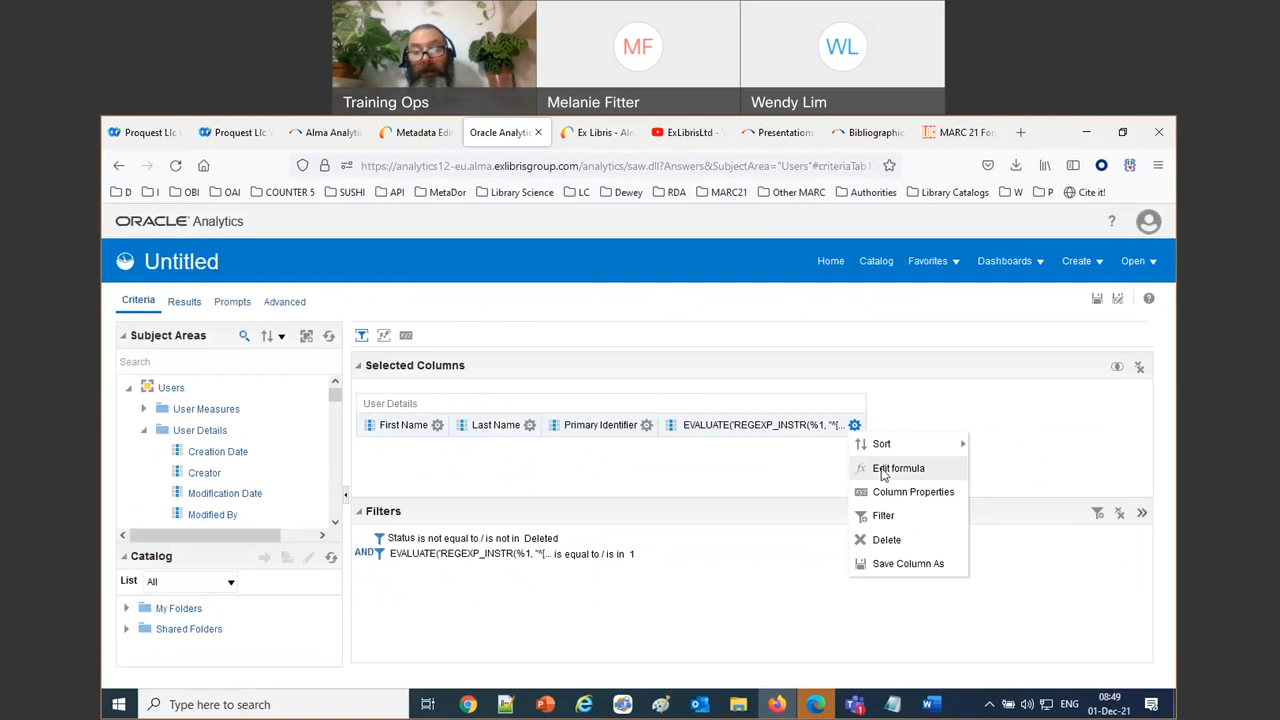 MF
WL
Training Ops
Melanie Fitter
Wendy Lim
Proquest Llc
Proquest Llc
Alma Analyti
Metadata Edi
Oracle Analytic
Ex Libris - Aln
ExLibrisLtd -
Presentations
Bibliographic
MARC 21 For
https://analytics12-eu.alma.exlibrisgroup.com/analytics/saw.dll?Answers&SubjectArea="Users"#criteriaTab1
D
I
OBI
OAI
COUNTER 5
SUSHI
API
MetaDor
Library Science
LC
Dewey
RDA
MARC21
Other MARC
Authorities
Library Catalogs
W
P
Cite it!
ORACLE Analytics
Untitled
Home
Catalog
Favorites
Dashboards
Create
Open
Criteria
Results
Prompts
Advanced
Subject Areas
Search
Users
User Measures
User Details
Creation Date
Creator
Modification Date
Modified By
Catalog
List
All
My Folders
Shared Folders
Selected Columns
User Details
First Name
Last Name
Primary Identifier
EVALUATE('REGEXP_INSTR(%1, ''^[...
Sort
Edit formula
Column Properties
Filter
Delete
Save Column As
Filters
Status is not equal to / is not in Deleted
AND
EVALUATE('REGEXP_INSTR(%1, ''^[... is equal to / is in 1
Type here to search
ENG
08:49
01-Dec-21